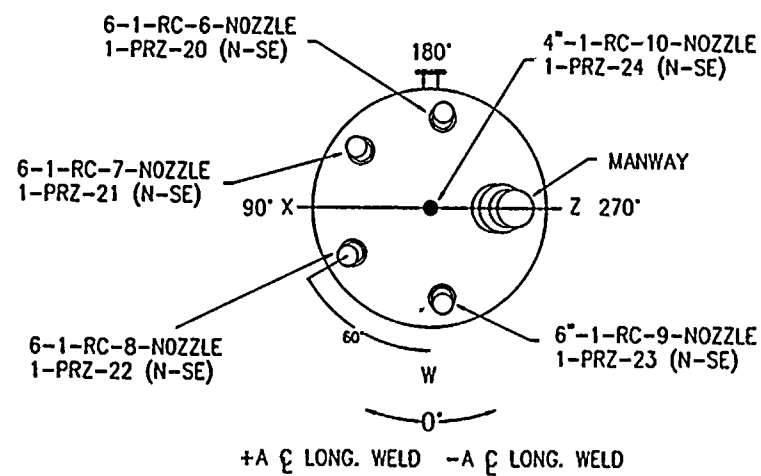 6-1-RC-6-NOZZLE
1-PRZ-20 (N-SE)
180°
4"-1-RC-10-NOZZLE
1-PRZ-24 (N-SE)
6-1-RC-7-NOZZLE
1-PRZ-21 (N-SE)
MANWAY
90° X
Z 270°
6-1-RC-8-NOZZLE
1-PRZ-22 (N-SE)
60°
6"-1-RC-9-NOZZLE
1-PRZ-23 (N-SE)
W
0°
+A ℄ LONG. WELD -A ℄ LONG. WELD